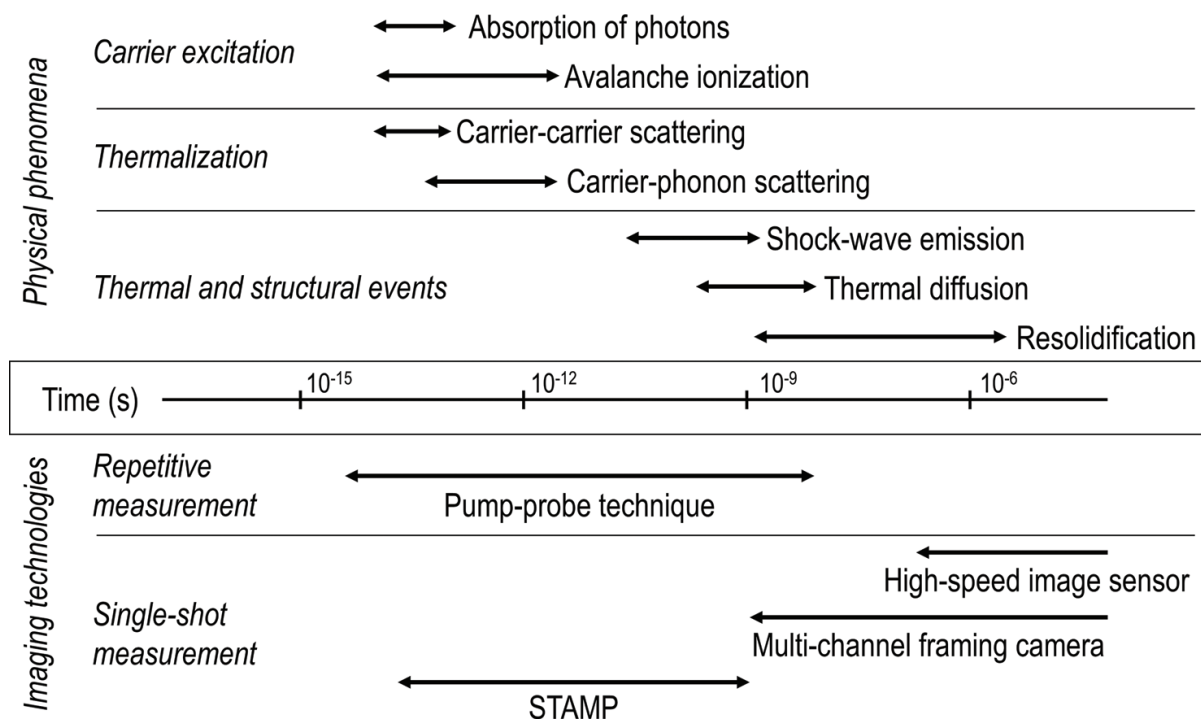 Physical phenomena
Carrier excitation
Absorption of photons
Avalanche ionization
Thermalization
Carrier-carrier scattering
Carrier-phonon scattering
Thermal and structural events
Shock-wave emission
Thermal diffusion
Resolidification
Time (s)
10⁻¹⁵
10⁻¹²
10⁻⁹
10⁻⁶
Imaging technologies
Repetitive
measurement
Pump-probe technique
Single-shot
measurement
High-speed image sensor
Multi-channel framing camera
STAMP